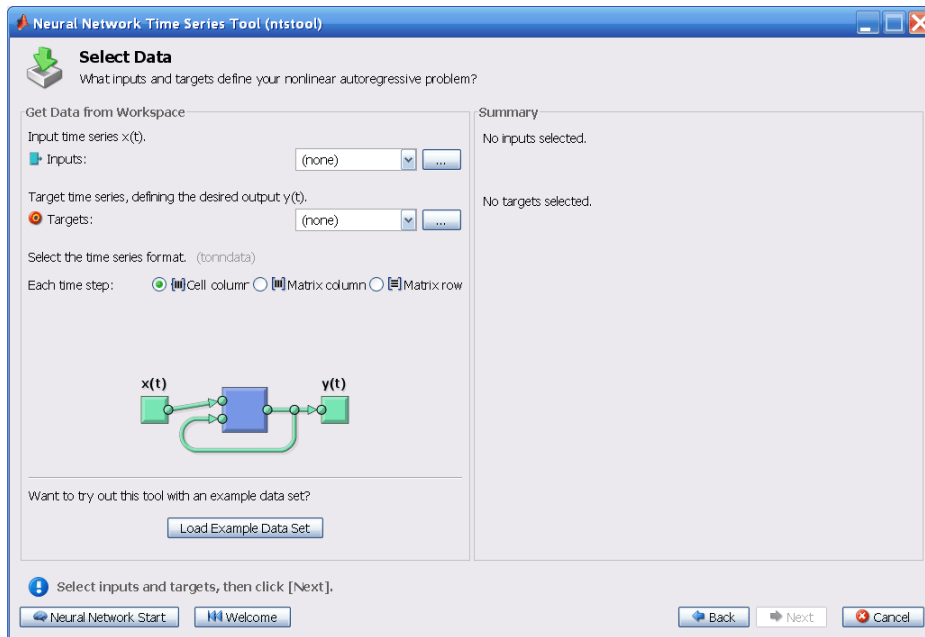 Neural Network Time Series Tool (ntstool)
Select Data
What inputs and targets define your nonlinear autoregressive problem?
Get Data from Workspace
Input time series x(t).
Inputs: (none) ...
Target time series, defining the desired output y(t).
Targets: (none) ...
Select the time series format. (tonndata)
Each time step: Cell column Matrix column Matrix row
x(t) y(t)
Want to try out this tool with an example data set?
Load Example Data Set
Summary
No inputs selected.
No targets selected.
Select inputs and targets, then click [Next].
Neural Network Start Welcome Back Next Cancel